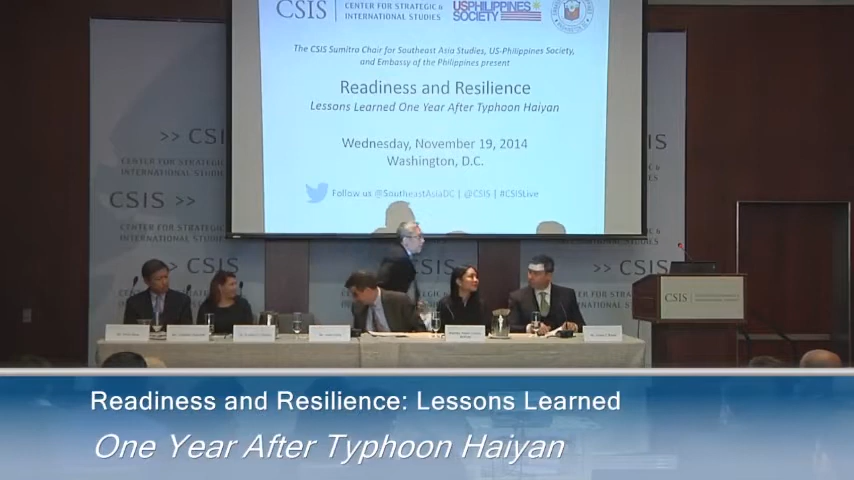 CSIS
CENTER FOR STRATEGIC &
INTERNATIONAL STUDIES
USPHILIPPINES
SOCIETY
The CSIS Sumitro Chair for Southeast Asia Studies, US-Philippines Society,
and Embassy of the Philippines present
Readiness and Resilience
Lessons Learned One Year After Typhoon Haiyan
Wednesday, November 19, 2014
Washington, D.C.
Follow us @SoutheastAsiaDC | @CSIS | #CSISLive
>> CSI
CENTER FOR STRATEGIC
INTERNATIONAL STUDIES
CSIS >>
CENTER FOR STRATEGIC
INTERNATIONAL STUDIES
>> CSIS
CSIS
>> CSIS
CSIS
Readiness and Resilience: Lessons Learned
One Year After Typhoon Haiyan